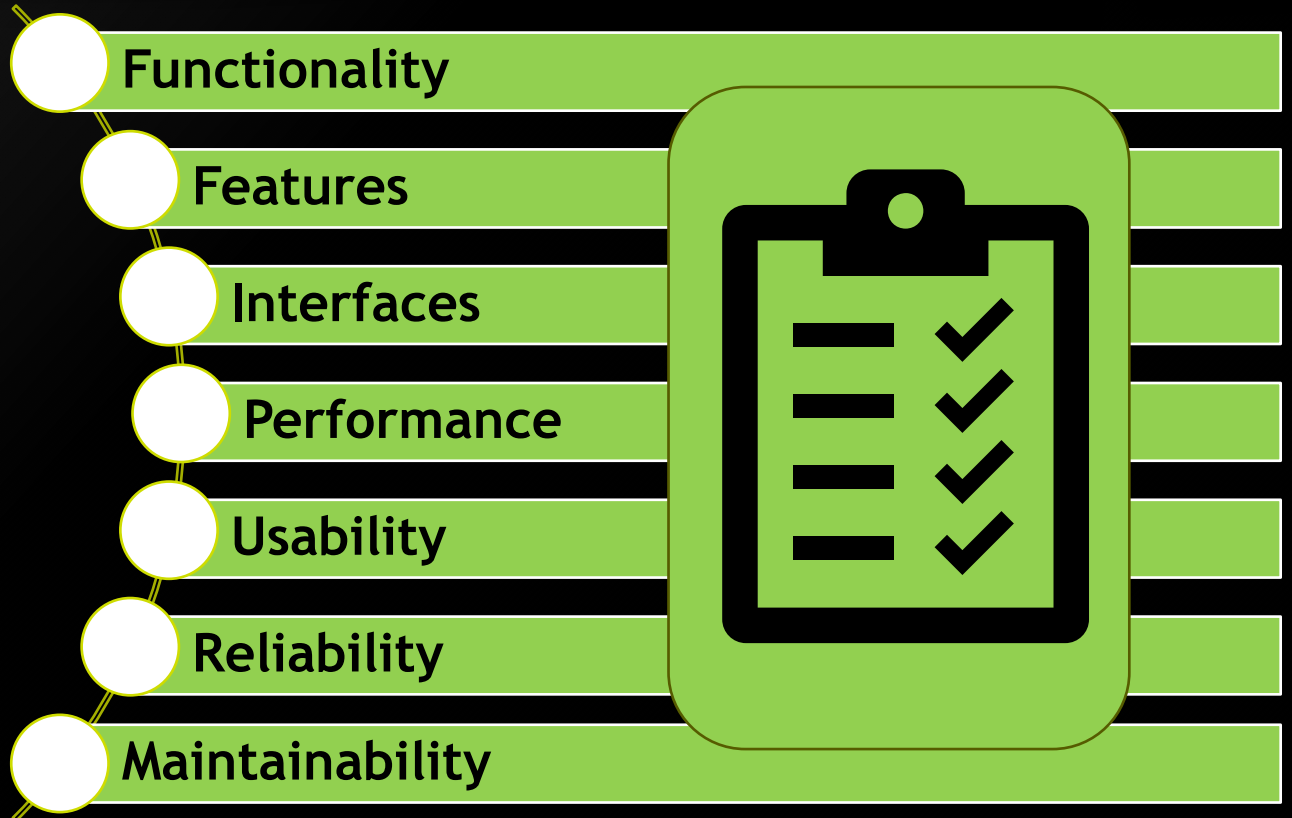 Functionality
Features
Interfaces
Performance
Usability
Reliability
Maintainability